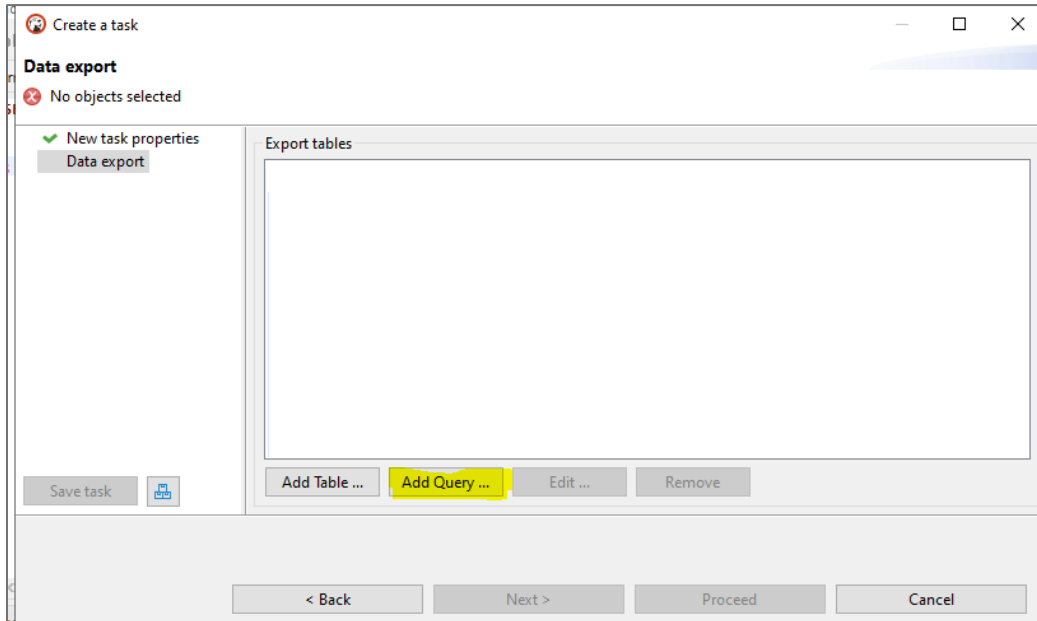 Create a task
Data export
No objects selected
New task properties
Data export
Export tables
Add Table ...
Add Query ...
Edit ...
Remove
Save task
< Back
Next >
Proceed
Cancel